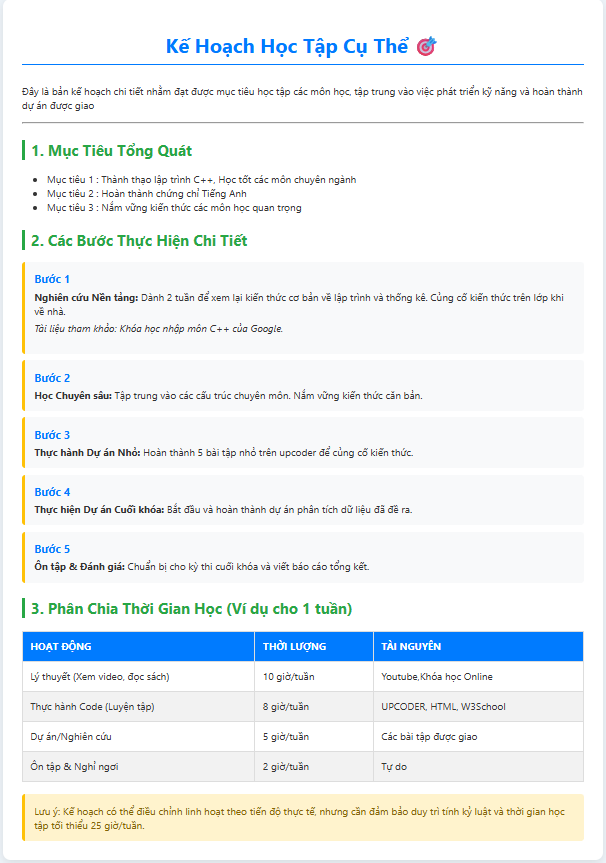 Kế Hoạch Học Tập Cụ Thể 🎯
Đây là bản kế hoạch chi tiết nhằm đạt được mục tiêu học tập các môn học, tập trung vào việc phát triển kỹ năng và hoàn thành
dự án được giao
1. Mục Tiêu Tổng Quát
Mục tiêu 1 : Thành thạo lập trình C++, Học tốt các môn chuyên ngành
Mục tiêu 2 : Hoàn thành chứng chỉ Tiếng Anh
Mục tiêu 3 : Nắm vững kiến thức các môn học quan trọng
2. Các Bước Thực Hiện Chi Tiết
Bước 1
Nghiên cứu Nền tảng: Dành 2 tuần để xem lại kiến thức cơ bản về lập trình và thống kê. Củng cố kiến thức trên lớp khi
về nhà.
Tài liệu tham khảo: Khóa học nhập môn C++ của Google.
Bước 2
Học Chuyên sâu: Tập trung vào các cấu trúc chuyên môn. Nắm vững kiến thức căn bản.
Bước 3
Thực hành Dự án Nhỏ: Hoàn thành 5 bài tập nhỏ trên upcoder để củng cố kiến thức.
Bước 4
Thực hiện Dự án Cuối khóa: Bắt đầu và hoàn thành dự án phân tích dữ liệu đã đề ra.
Bước 5
Ôn tập & Đánh giá: Chuẩn bị cho kỳ thi cuối khóa và viết báo cáo tổng kết.
3. Phân Chia Thời Gian Học (Ví dụ cho 1 tuần)
HOẠT ĐỘNG THỜI LƯỢNG TÀI NGUYÊN
Lý thuyết (Xem video, đọc sách) 10 giờ/tuần Youtube,Khóa học Online
Thực hành Code (Luyện tập) 8 giờ/tuần UPCODER, HTML, W3School
Dự án/Nghiên cứu 5 giờ/tuần Các bài tập được giao
Ôn tập & Nghỉ ngơi 2 giờ/tuần Tự do
Lưu ý: Kế hoạch có thể điều chỉnh linh hoạt theo tiến độ thực tế, nhưng cần đảm bảo duy trì tính kỷ luật và thời gian học
tập tối thiểu 25 giờ/tuần.